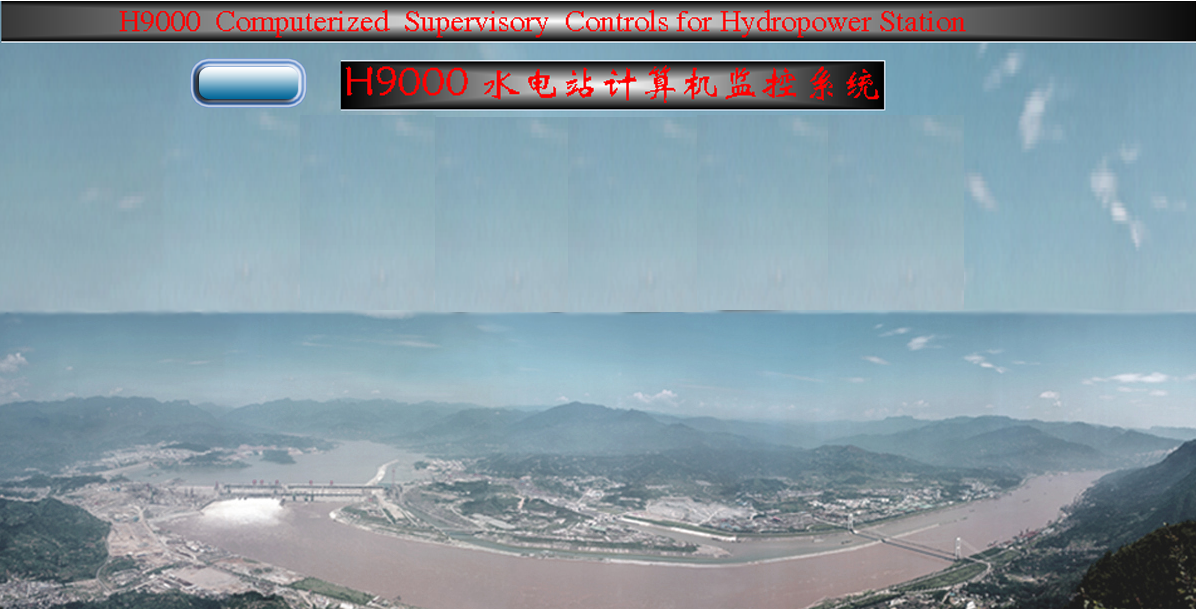 H9000 Computerized Supervisory Controls for Hydropower Station
H9000 水电站计算机监控系统